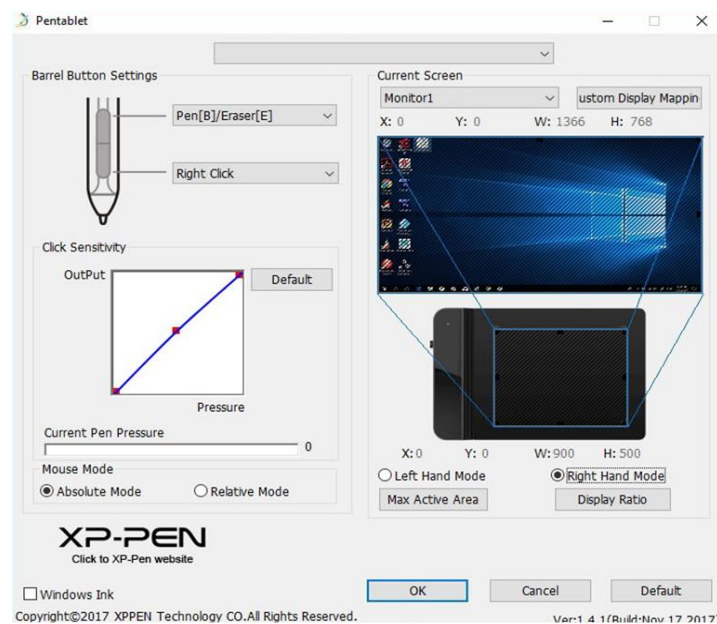 Pentablet
Barrel Button Settings
Pen[B]/Eraser[E]
Right Click
Click Sensitivity
OutPut
Default
Pressure
Current Pen Pressure
0
Mouse Mode
Absolute Mode
Relative Mode
XP-PEN
Click to XP-Pen website
Windows Ink
Copyright©2017 XPPEN Technology CO.All Rights Reserved.
Current Screen
Monitor1
ustom Display Mappin
X: 0 Y: 0 W: 1366 H: 768
X: 0 Y: 0 W: 900 H: 500
Left Hand Mode
Right Hand Mode
Max Active Area
Display Ratio
OK
Cancel
Default
Ver:1.4.1(Build:Nov 17 2017)